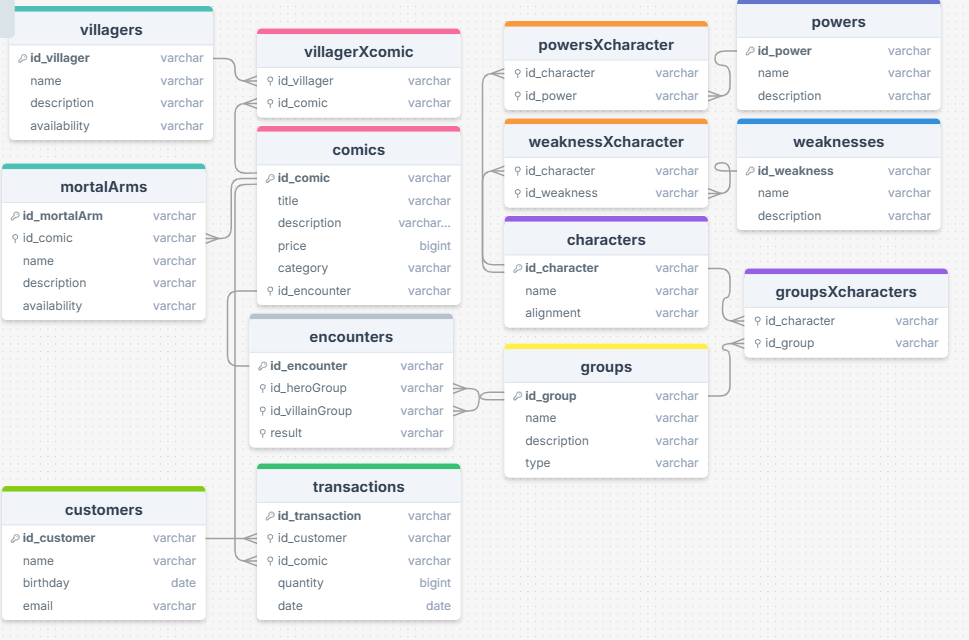 villagers
id_villager varchar
name varchar
description varchar
availability varchar
mortalArms
id_mortalArm varchar
id_comic varchar
name varchar
description varchar
availability varchar
customers
id_customer varchar
name varchar
birthday date
email varchar
villagerXcomic
id_villager varchar
id_comic varchar
comics
id_comic varchar
title varchar
description varchar...
price bigint
category varchar
id_encounter varchar
encounters
id_encounter varchar
id_heroGroup varchar
id_villainGroup varchar
result varchar
transactions
id_transaction varchar
id_customer varchar
id_comic varchar
quantity bigint
date date
powersXcharacter
id_character varchar
id_power varchar
weaknessXcharacter
id_character varchar
id_weakness varchar
characters
id_character varchar
name varchar
alignment varchar
groups
id_group varchar
name varchar
description varchar
type varchar
powers
id_power varchar
name varchar
description varchar
weaknesses
id_weakness varchar
name varchar
description varchar
groupsXcharacters
id_character varchar
id_group varchar